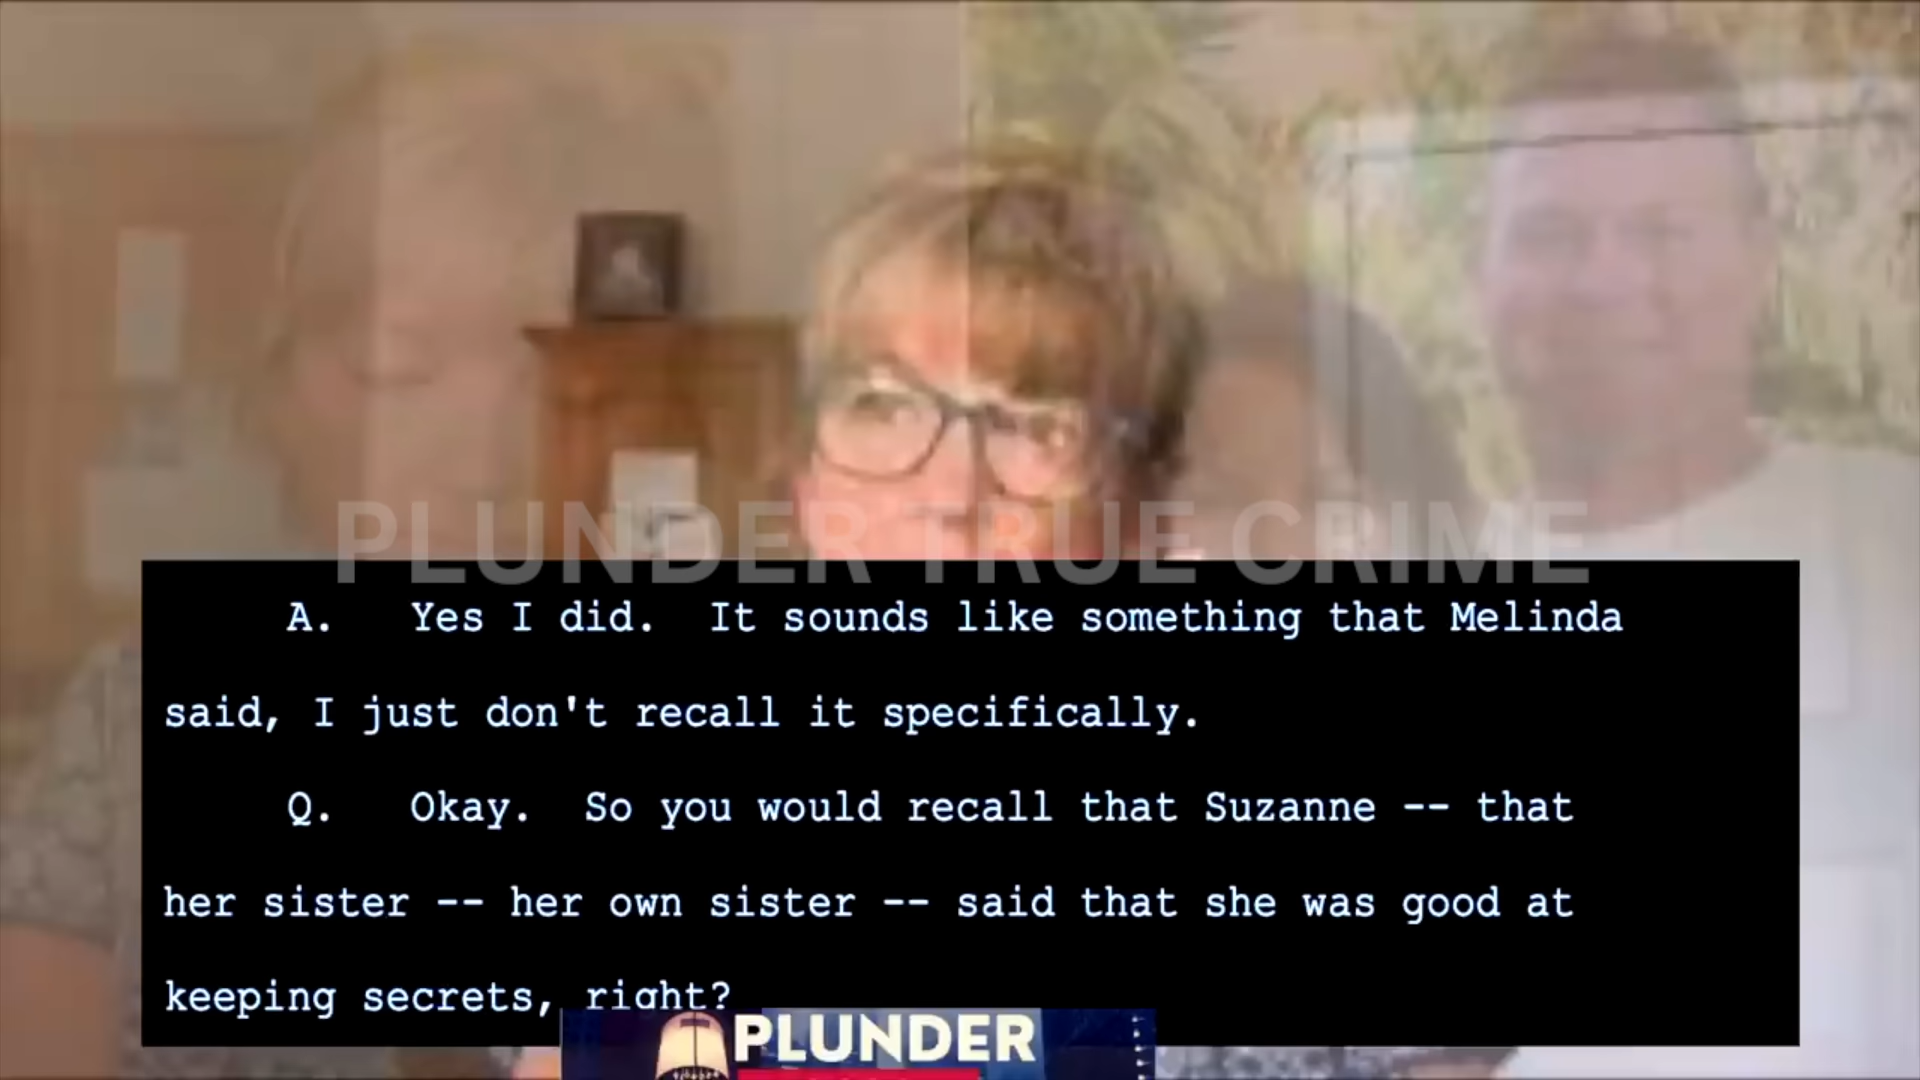 PLUNDER TRUE CRIME
A. Yes I did. It sounds like something that Melinda
said, I just don't recall it specifically.
Q. Okay. So you would recall that Suzanne -- that
her sister -- her own sister -- said that she was good at
keeping secrets, right?
PLUNDER